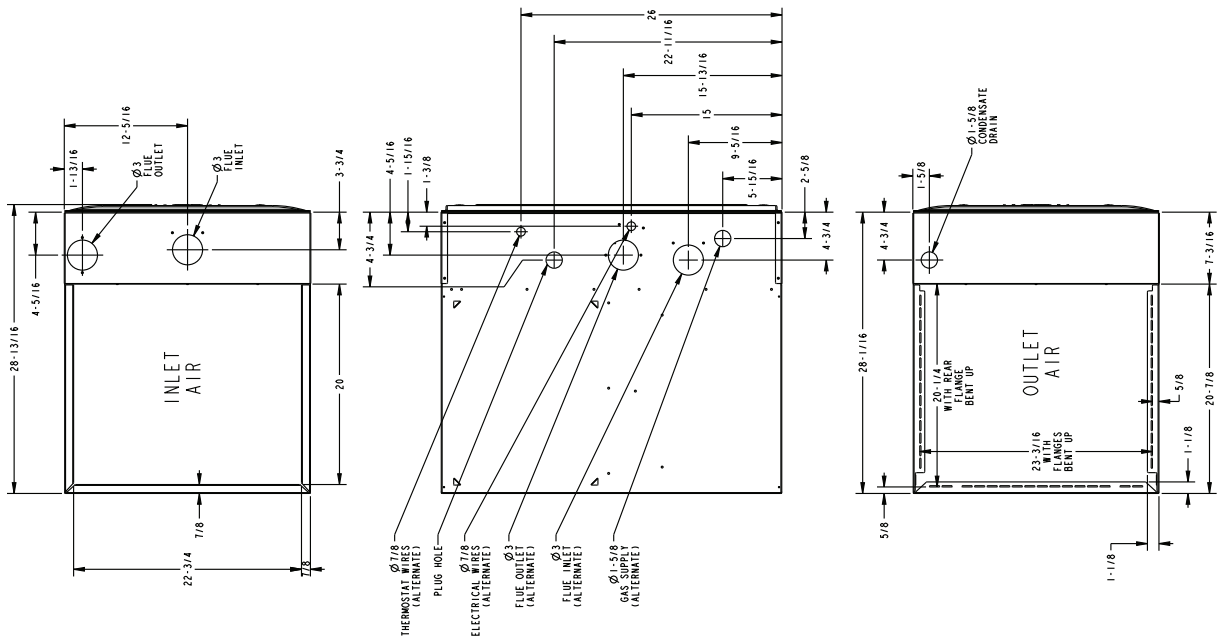 28-13/16
4-5/16
1-13/16
12-5/16
Ø3
FLUE
OUTLET
Ø3
FLUE
INLET
3-3/4
INLET
AIR
20
7/8
22-3/4
7/8
26
22-11/16
15-13/16
15
9-5/16
5-15/16
2-5/8
4-3/4
1-3/8
1-15/16
4-5/16
4-3/4
Ø7/8
THERMOSTAT WIRES
(ALTERNATE)
PLUG HOLE
Ø7/8
ELECTRICAL WIRES
(ALTERNATE)
Ø3
FLUE OUTLET
(ALTERNATE)
Ø3
FLUE INLET
(ALTERNATE)
Ø1-5/8
GAS SUPPLY
(ALTERNATE)
28-1/16
4-3/4
1-5/8
Ø1-5/8
CONDENSATE
DRAIN
7-3/16
20-7/8
OUTLET
AIR
20-1/4
WITH REAR
FLANGE
BENT UP
23-3/16
WITH
FLANGES
BENT UP
5/8
1-1/8
5/8
1-1/8